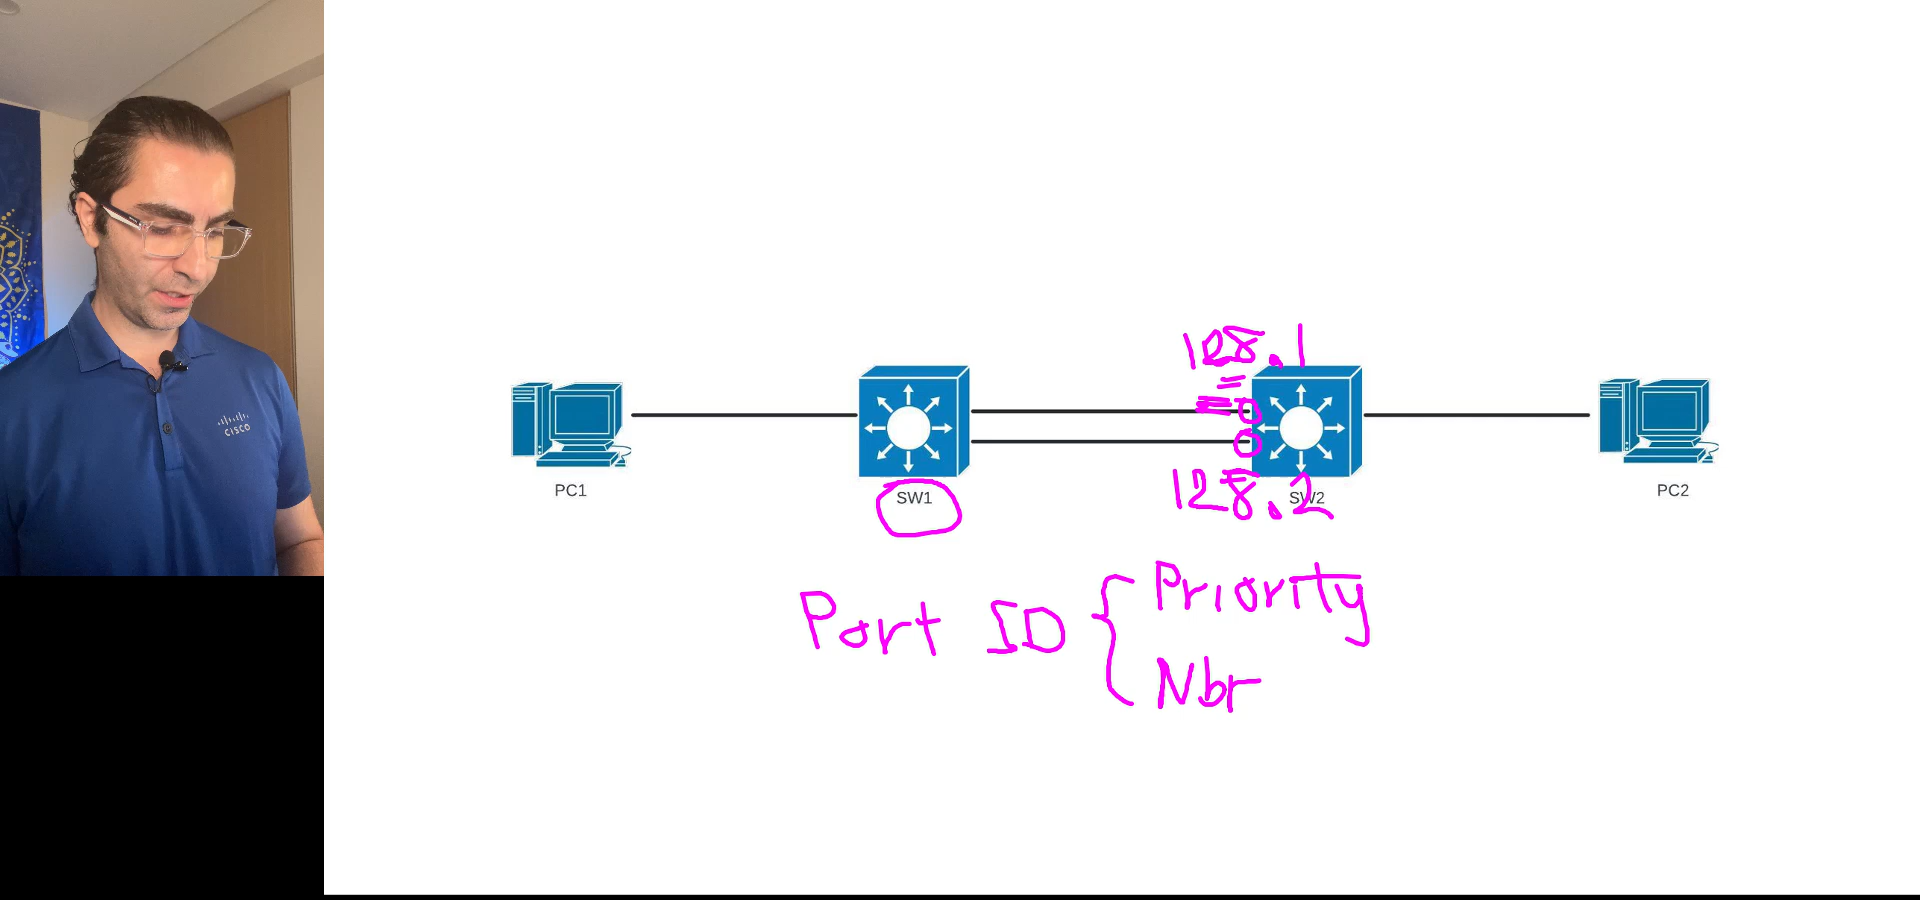 CISCO
128.1
PC1
SW1
128.2
SW2
PC2
Port ID { Priority
Nbr